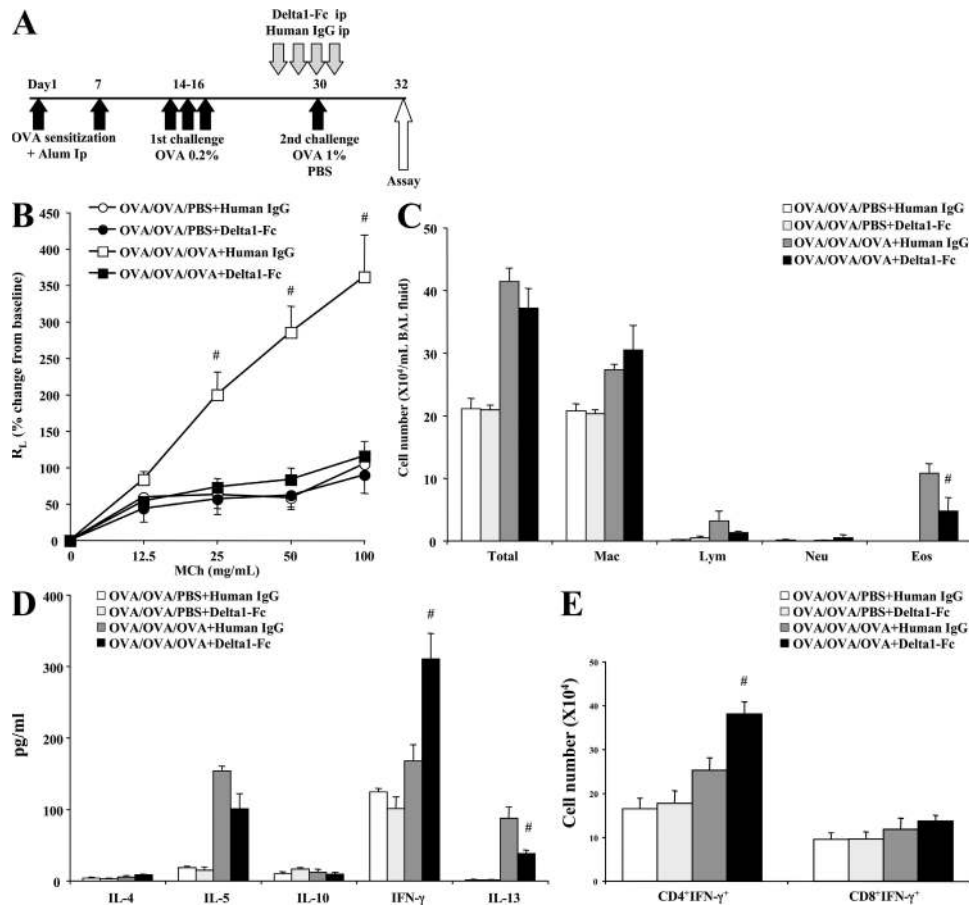 A
Delta1-Fc ip
Human IgG ip
Day1 7 14-16 30 32
OVA sensitization
+ Alum Ip
1st challenge
OVA 0.2%
2nd challenge
OVA 1%
PBS
Assay
B
OVA/OVA/PBS+Human IgG
OVA/OVA/PBS+Delta1-Fc
OVA/OVA/OVA+Human IgG
OVA/OVA/OVA+Delta1-Fc
RL (% change from baseline)
450
400
350
300
250
200
150
100
50
0
# # #
0 12.5 25 50 100
MCh (mg/mL)
C
OVA/OVA/PBS+Human IgG
OVA/OVA/PBS+Delta1-Fc
OVA/OVA/OVA+Human IgG
OVA/OVA/OVA+Delta1-Fc
Cell number (X10⁴/mL BAL fluid)
50
40
30
20
10
0
#
Total Mac Lym Neu Eos
D
OVA/OVA/PBS+Human IgG
OVA/OVA/PBS+Delta1-Fc
OVA/OVA/OVA+Human IgG
OVA/OVA/OVA+Delta1-Fc
pg/ml
400
300
200
100
0
# #
IL-4 IL-5 IL-10 IFN-γ IL-13
E
OVA/OVA/PBS+Human IgG
OVA/OVA/PBS+Delta1-Fc
OVA/OVA/OVA+Human IgG
OVA/OVA/OVA+Delta1-Fc
Cell number (X10⁴)
50
40
30
20
10
0
#
CD4⁺IFN-γ⁺ CD8⁺IFN-γ⁺